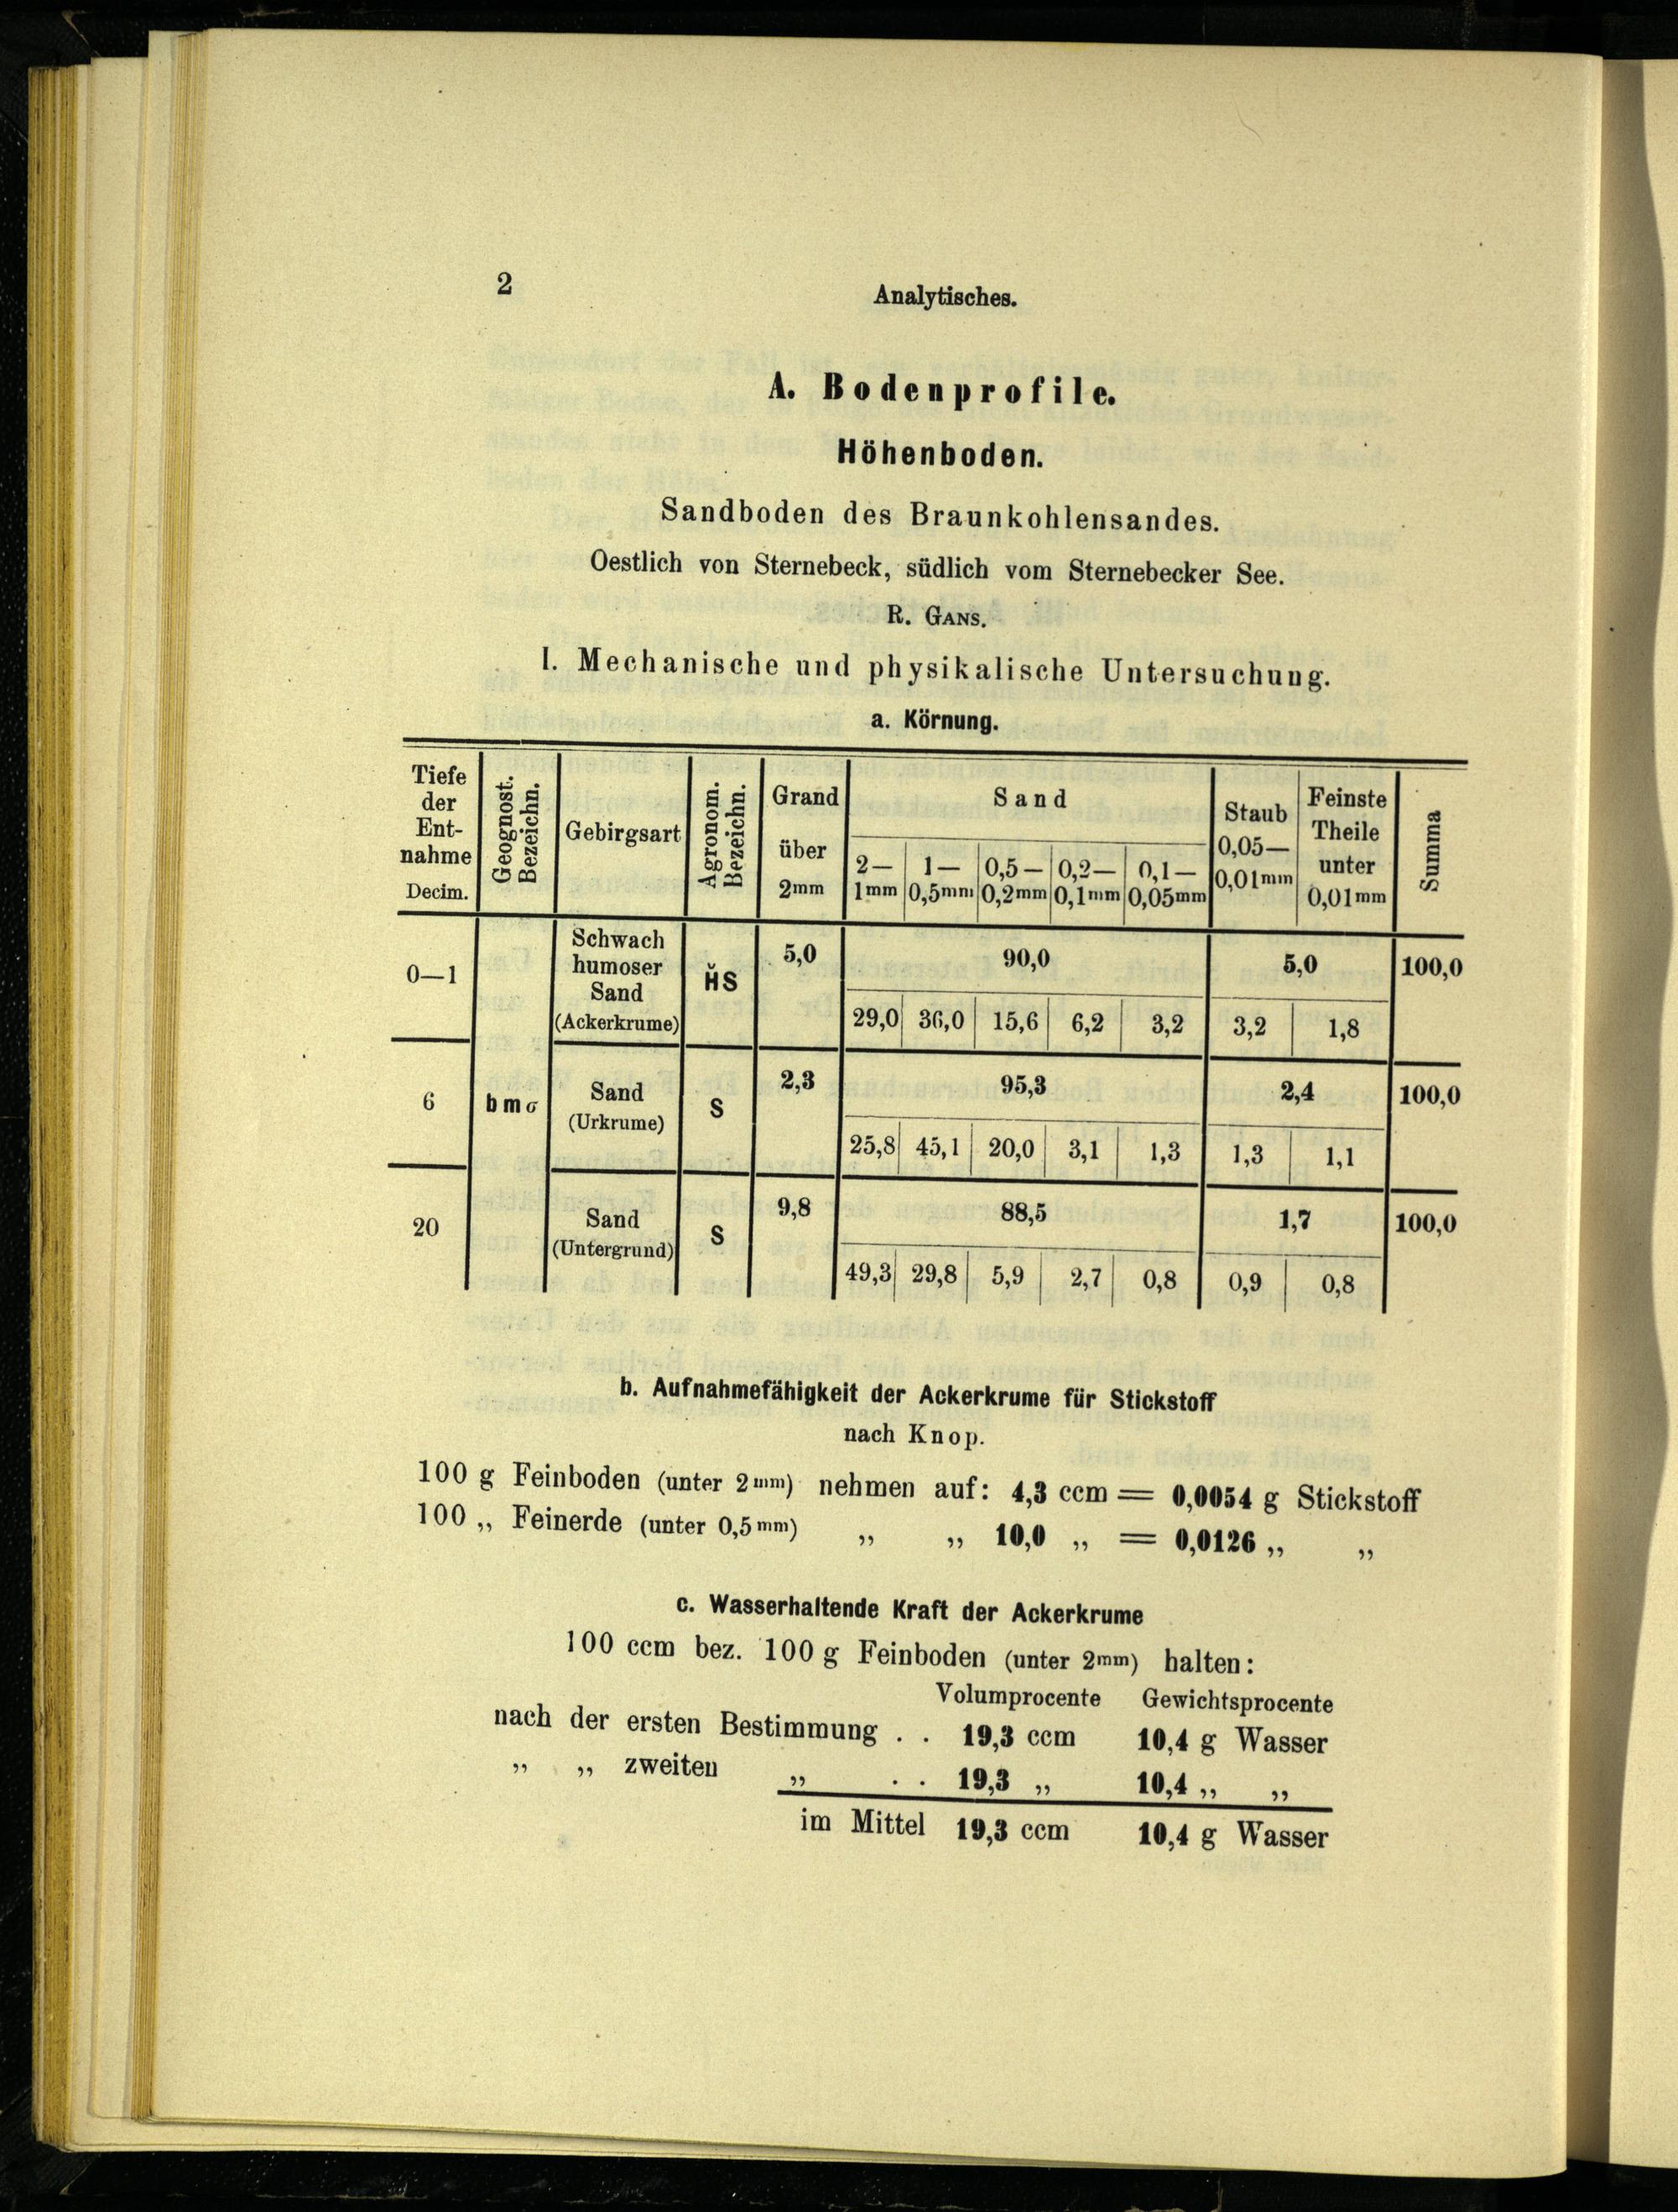 2
Analytisches.
A. Bodenprofile.
Höhenboden.
Sandboden des Braunkohlensandes.
Oestlich von Sternebeck, südlich vom Sternebecker See.
R. Gans.
I. Mechanische und physikalische Untersuchung.
a. Körnung.
Tiefe der Ent- nahme Decim.
Geognost. Bezeichn.
Gebirgsart
Agronom. Bezeichn.
Grand über 2mm
Sand
2— 1mm
1— 0,5mm
0,5— 0,2mm
0,2— 0,1mm
0,1— 0,05mm
Staub 0,05— 0,01mm
Feinste Theile unter 0,01mm
Summa
0—1 Schwach humoser Sand (Ackerkrume) H̆S 5,0 90,0 5,0 100,0
29,0 36,0 15,6 6,2 3,2 3,2 1,8
6 bmσ Sand (Urkrume) S 2,3 95,3 2,4 100,0
25,8 45,1 20,0 3,1 1,3 1,3 1,1
20 Sand (Untergrund) S 9,8 88,5 1,7 100,0
49,3 29,8 5,9 2,7 0,8 0,9 0,8
b. Aufnahmefähigkeit der Ackerkrume für Stickstoff
nach Knop.
100 g Feinboden (unter 2mm) nehmen auf: 4,3 ccm = 0,0054 g Stickstoff
100 „ Feinerde (unter 0,5mm) „ „ 10,0 „ = 0,0126 „ „
c. Wasserhaltende Kraft der Ackerkrume
100 ccm bez. 100 g Feinboden (unter 2mm) halten:
Volumprocente Gewichtsprocente
nach der ersten Bestimmung . . 19,3 ccm 10,4 g Wasser
„ „ zweiten „ . . 19,3 „ 10,4 „ „
im Mittel 19,3 ccm 10,4 g Wasser